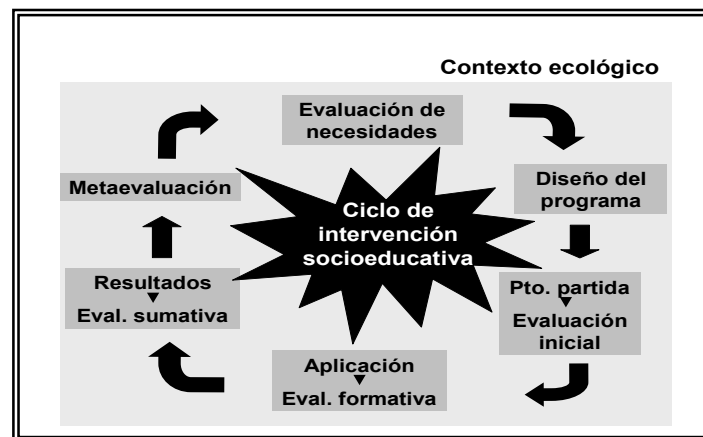 Contexto ecológico
Evaluación de
necesidades
Diseño del
programa
Pto. partida
Evaluación
inicial
Aplicación
Eval. formativa
Resultados
Eval. sumativa
Metaevaluación
Ciclo de
intervención
socioeducativa